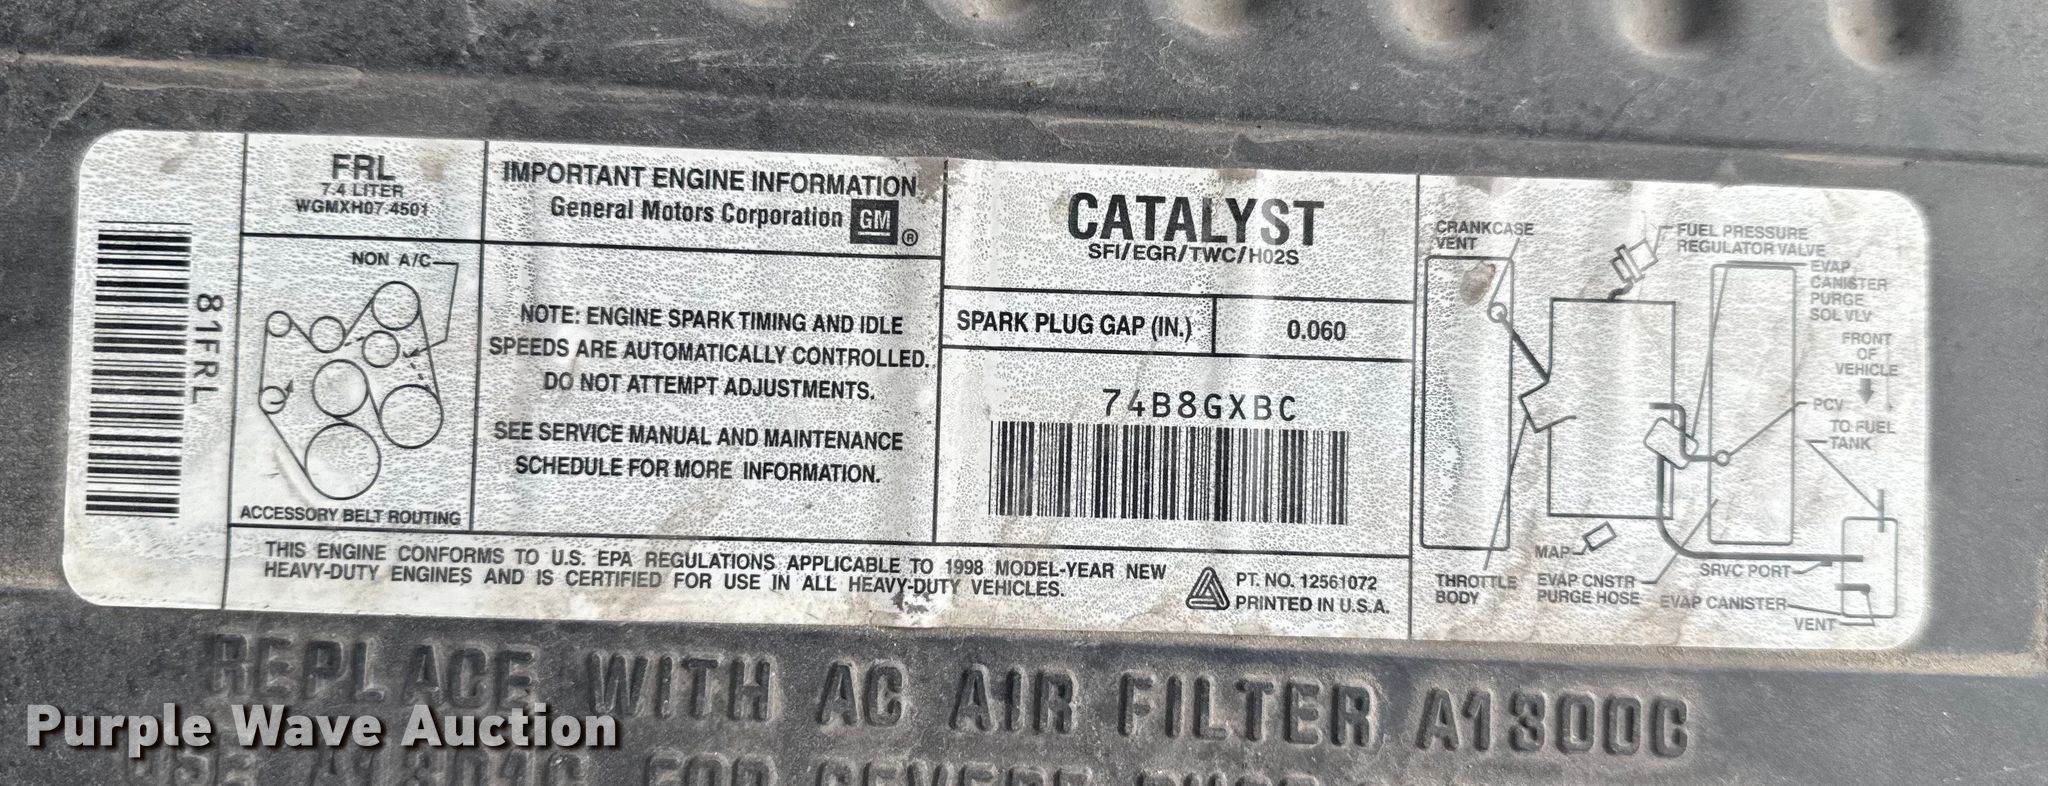 81FRL
FRL
7.4 LITER
WGMXH07.4501
NON A/C
ACCESSORY BELT ROUTING
IMPORTANT ENGINE INFORMATION
General Motors Corporation GM ®
NOTE: ENGINE SPARK TIMING AND IDLE
SPEEDS ARE AUTOMATICALLY CONTROLLED.
DO NOT ATTEMPT ADJUSTMENTS.
SEE SERVICE MANUAL AND MAINTENANCE
SCHEDULE FOR MORE INFORMATION.
CATALYST
SFI/EGR/TWC/HO2S
SPARK PLUG GAP (IN.) 0.060
74B8GXBC
THIS ENGINE CONFORMS TO U.S. EPA REGULATIONS APPLICABLE TO 1998 MODEL-YEAR NEW
HEAVY-DUTY ENGINES AND IS CERTIFIED FOR USE IN ALL HEAVY-DUTY VEHICLES.
PT. NO. 12561072
PRINTED IN U.S.A.
CRANKCASE
VENT
FUEL PRESSURE
REGULATOR VALVE
EVAP
CANISTER
PURGE
SOL VLV
FRONT
OF
VEHICLE
PCV
TO FUEL
TANK
MAP
THROTTLE
BODY
EVAP CNSTR
PURGE HOSE
SRVC PORT
EVAP CANISTER
VENT
REPLACE WITH AC AIR FILTER A1300C
Purple Wave Auction
FOR SEVERE